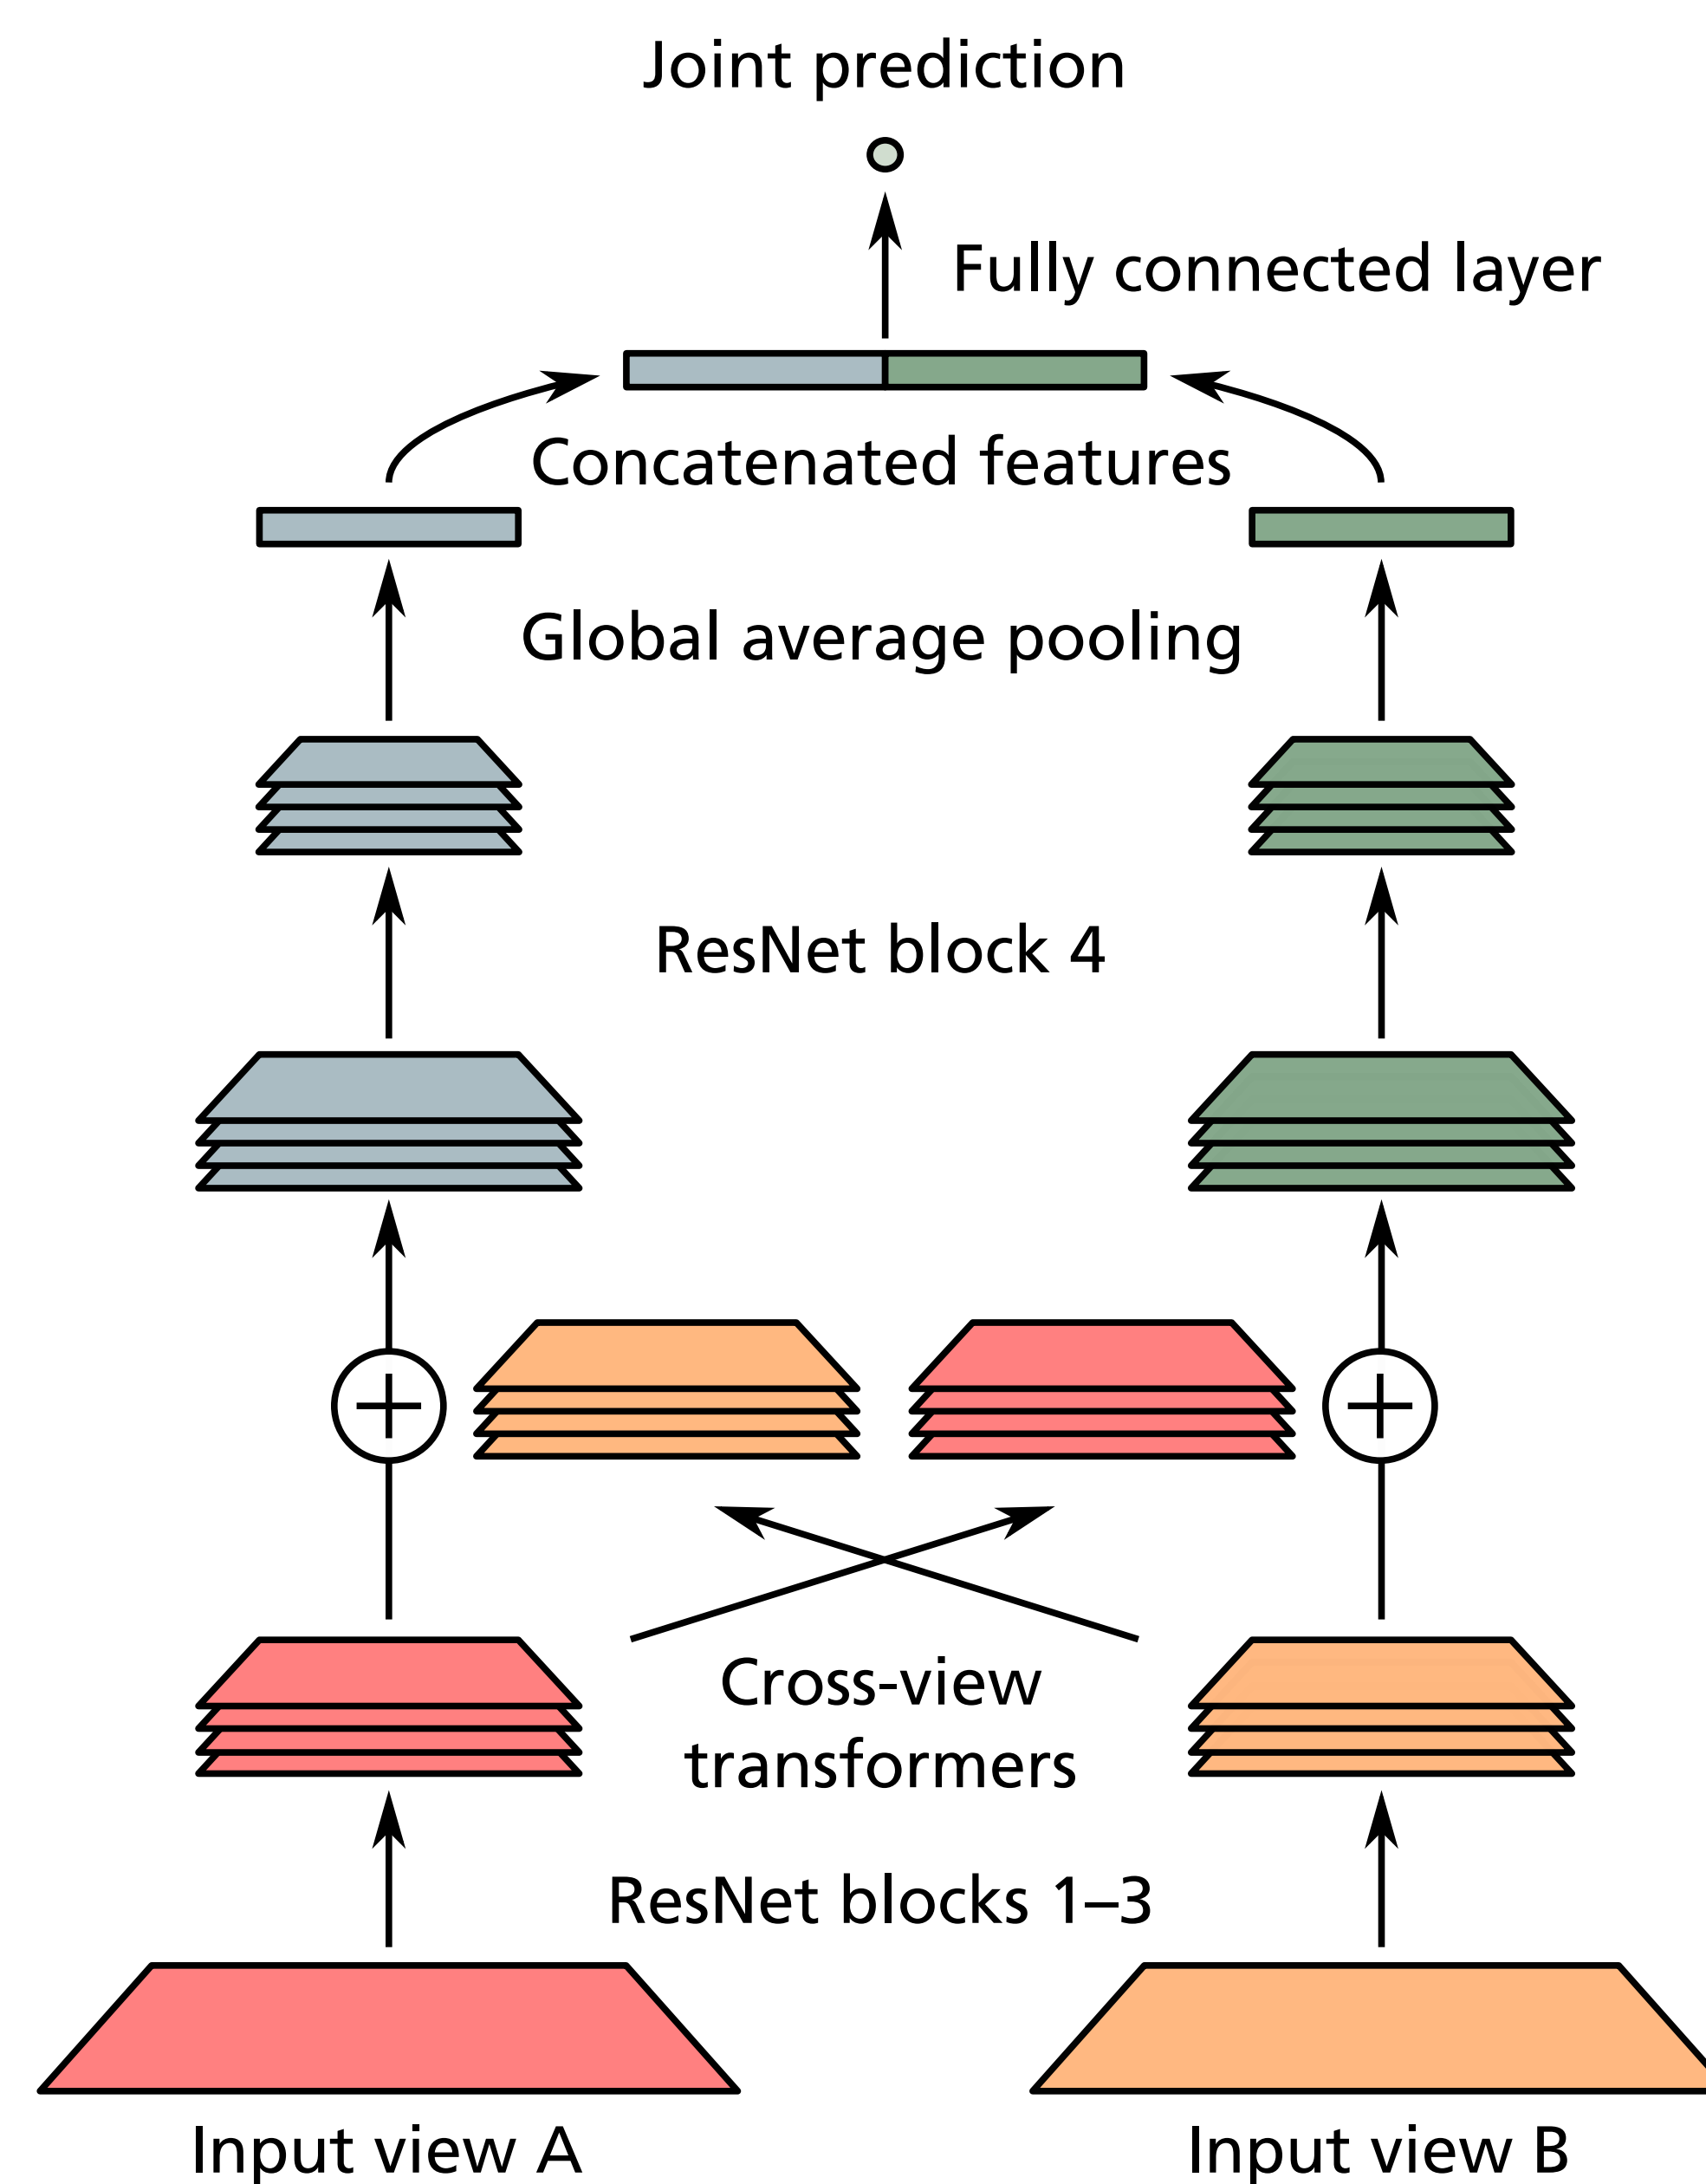 Joint prediction
Fully connected layer
Concatenated features
Global average pooling
ResNet block 4
Cross-view
transformers
ResNet blocks 1–3
Input view A
Input view B